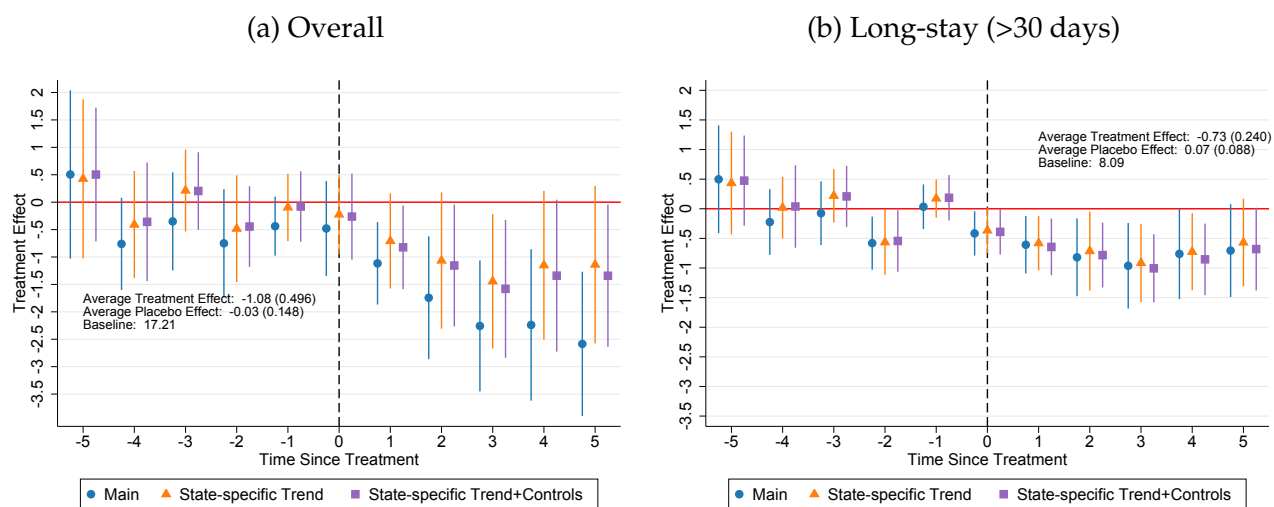 (a) Overall
2
1.5
1
.5
0
-.5
-1
-1.5
-2
-2.5
-3
-3.5
Treatment Effect
Average Treatment Effect: -1.08 (0.496)
Average Placebo Effect: -0.03 (0.148)
Baseline: 17.21
-5 -4 -3 -2 -1 0 1 2 3 4 5
Time Since Treatment
Main State-specific Trend State-specific Trend+Controls
(b) Long-stay (>30 days)
2
1.5
1
.5
0
-.5
-1
-1.5
-2
-2.5
-3
-3.5
Treatment Effect
Average Treatment Effect: -0.73 (0.240)
Average Placebo Effect: 0.07 (0.088)
Baseline: 8.09
-5 -4 -3 -2 -1 0 1 2 3 4 5
Time Since Treatment
Main State-specific Trend State-specific Trend+Controls